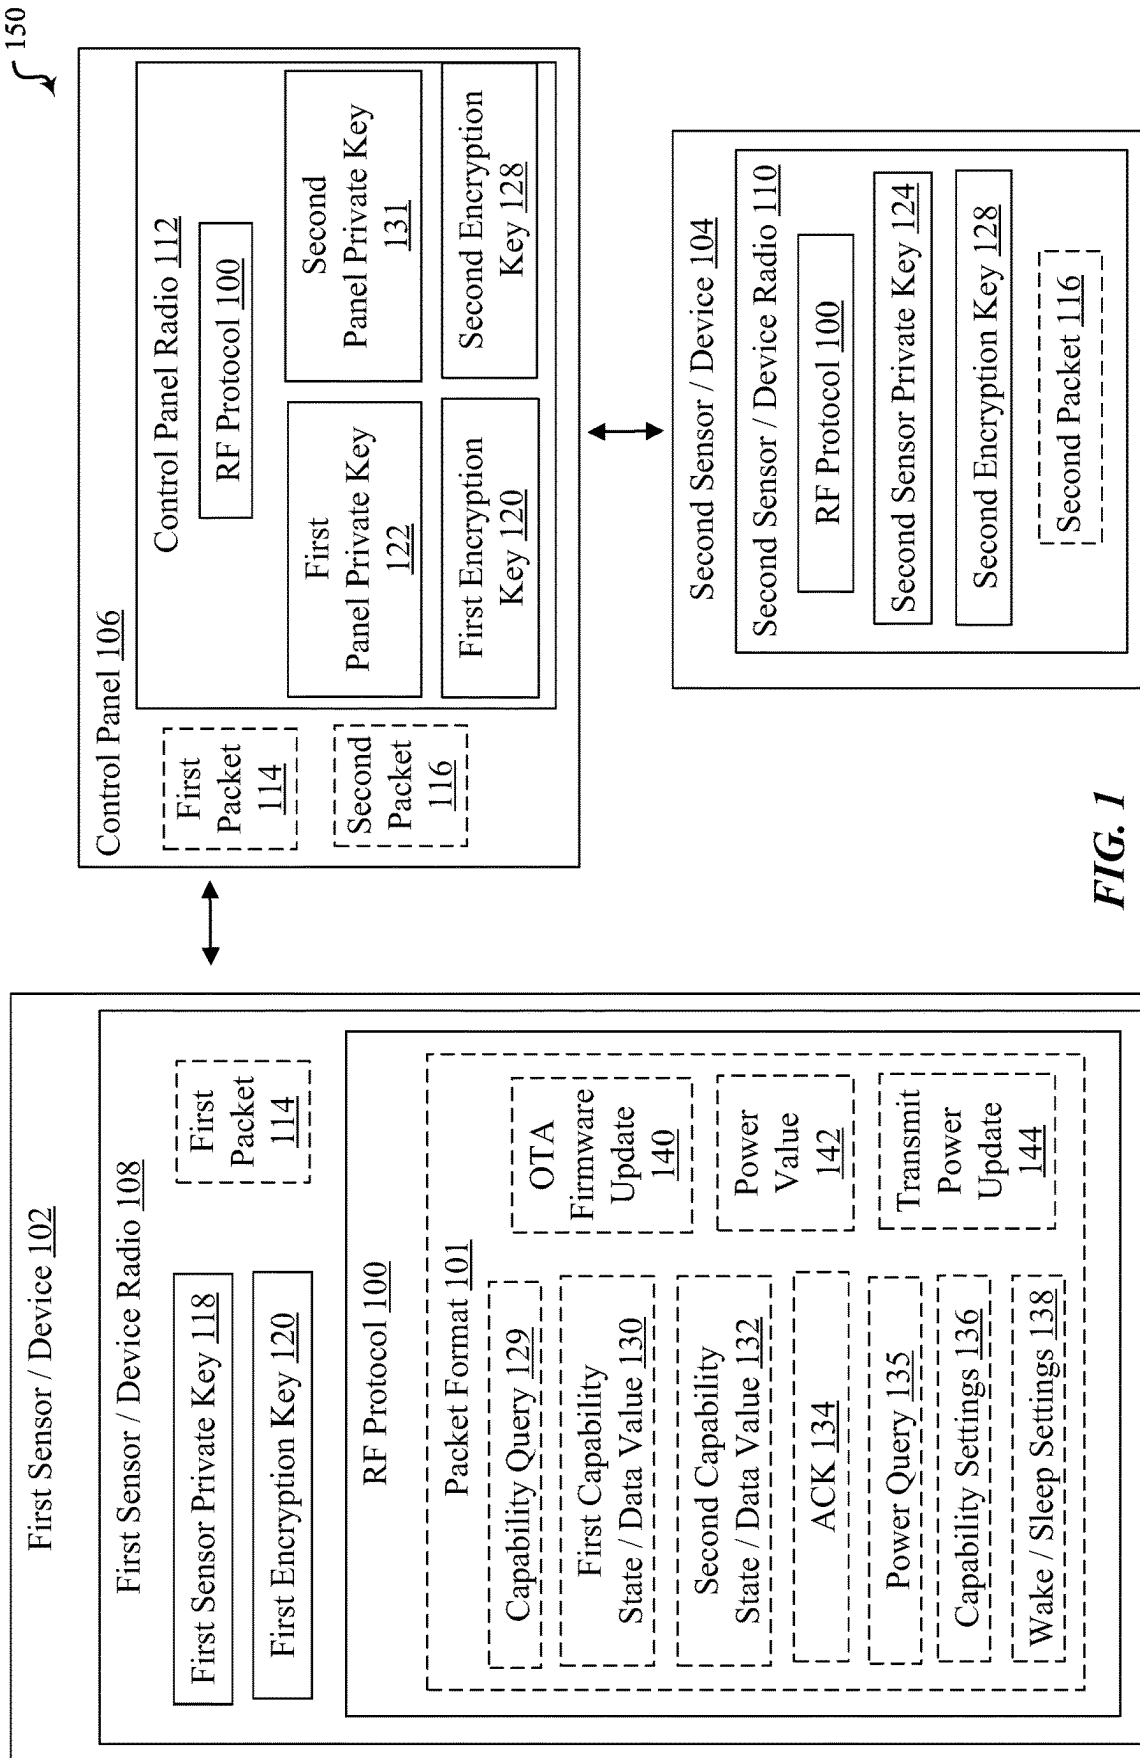 150
First Sensor / Device 102
First Sensor / Device Radio 108
First Sensor Private Key 118
First Encryption Key 120
First
Packet
114
RF Protocol 100
Packet Format 101
Capability Query 129
First Capability
State / Data Value 130
Second Capability
State / Data Value 132
ACK 134
Power Query 135
Capability Settings 136
Wake / Sleep Settings 138
OTA
Firmware
Update
140
Power
Value
142
Transmit
Power
Update
144
Control Panel 106
First
Packet
114
Second
Packet
116
Control Panel Radio 112
RF Protocol 100
First
Panel Private Key
122
Second
Panel Private Key
131
First Encryption
Key 120
Second Encryption
Key 128
Second Sensor / Device 104
Second Sensor / Device Radio 110
RF Protocol 100
Second Sensor Private Key 124
Second Encryption Key 128
Second Packet 116
FIG. 1